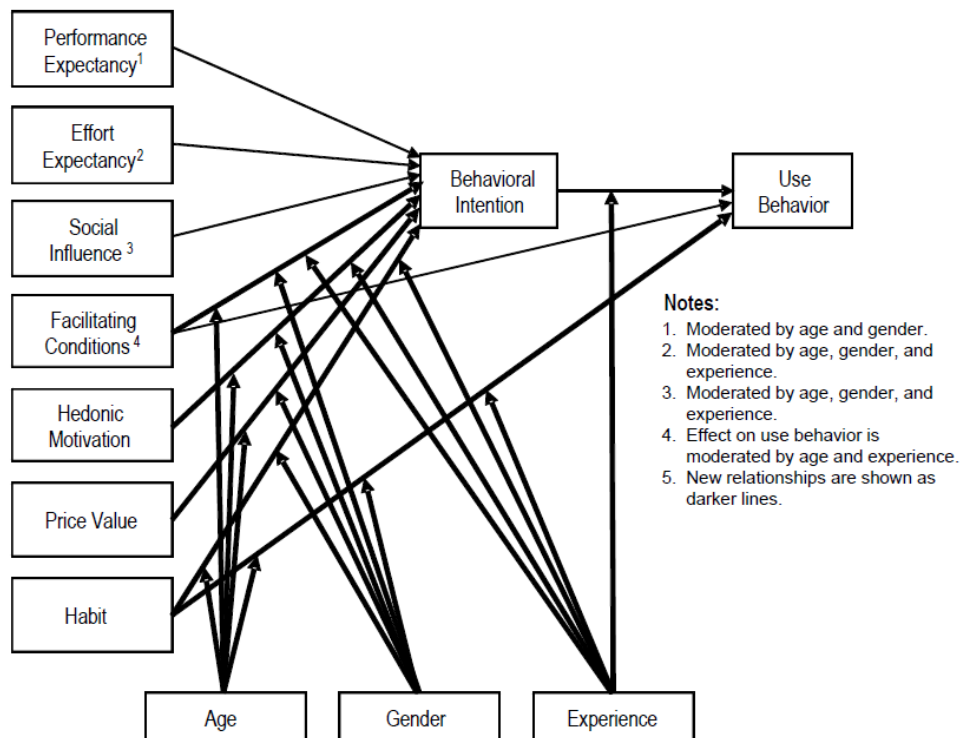 Performance
Expectancy1
Effort
Expectancy2
Social
Influence 3
Facilitating
Conditions 4
Hedonic
Motivation
Price Value
Habit
Behavioral
Intention
Use
Behavior
Notes:
1. Moderated by age and gender.
2. Moderated by age, gender, and
experience.
3. Moderated by age, gender, and
experience.
4. Effect on use behavior is
moderated by age and experience.
5. New relationships are shown as
darker lines.
Age
Gender
Experience